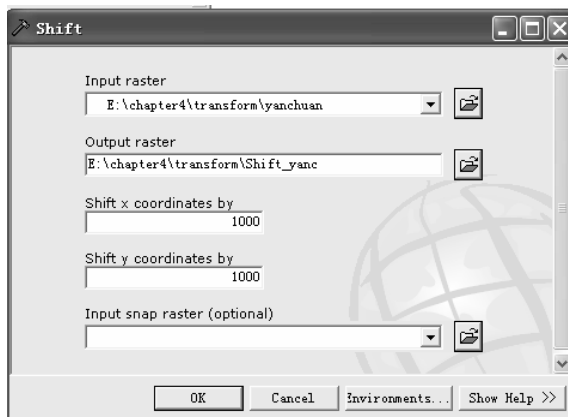 Shift
Input raster
E:\chapter4\transform\yanchuan
Output raster
E:\chapter4\transform\Shift_yanc
Shift x coordinates by
1000
Shift y coordinates by
1000
Input snap raster (optional)
OK
Cancel
Environments...
Show Help >>